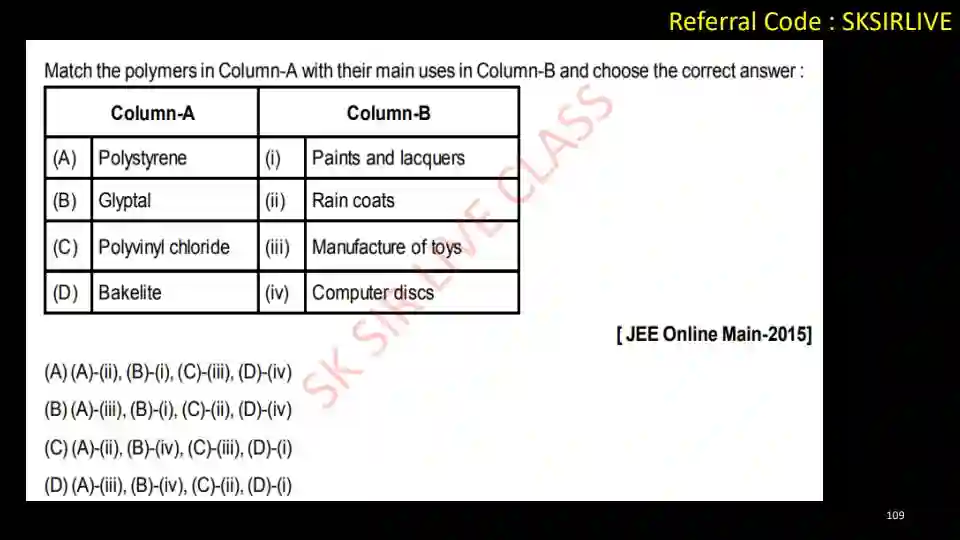 Referral Code : SKSIRLIVE
Match the polymers in Column-A with their main uses in Column-B and choose the correct answer :
Column-A Column-B
(A) Polystyrene (i) Paints and lacquers
(B) Glyptal (ii) Rain coats
(C) Polyvinyl chloride (iii) Manufacture of toys
(D) Bakelite (iv) Computer discs
SK SIR LIVE CLASS
[ JEE Online Main-2015]
(A) (A)-(ii), (B)-(i), (C)-(iii), (D)-(iv)
(B) (A)-(iii), (B)-(i), (C)-(ii), (D)-(iv)
(C) (A)-(ii), (B)-(iv), (C)-(iii), (D)-(i)
(D) (A)-(iii), (B)-(iv), (C)-(ii), (D)-(i)
109